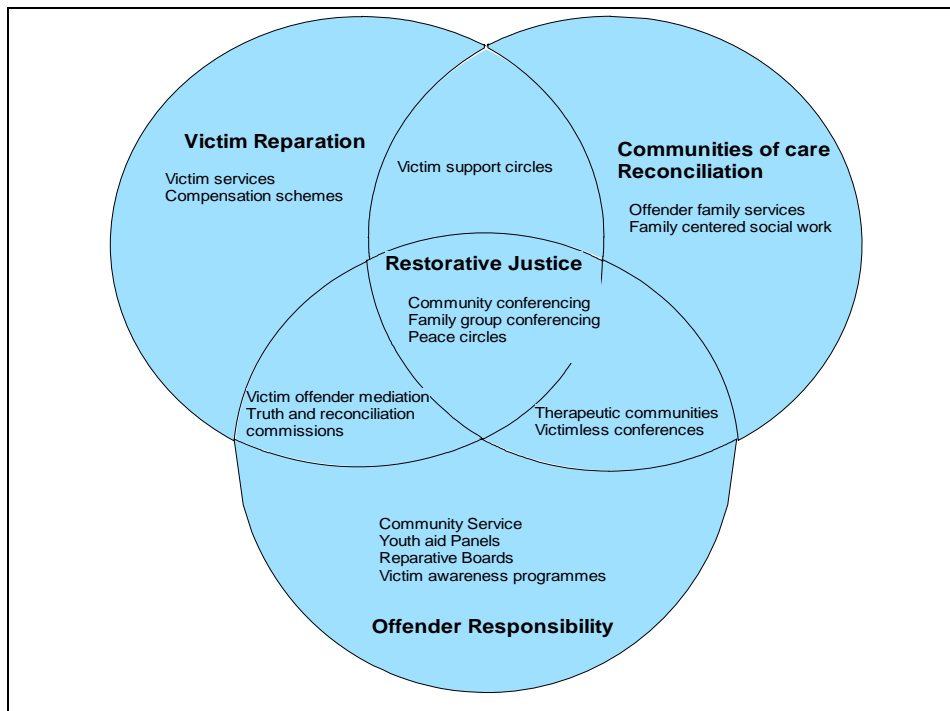 Victim Reparation
Victim services
Compensation schemes
Victim support circles
Communities of care
Reconciliation
Offender family services
Family centered social work
Restorative Justice
Community conferencing
Family group conferencing
Peace circles
Victim offender mediation
Truth and reconciliation
commissions
Therapeutic communities
Victimless conferences
Community Service
Youth aid Panels
Reparative Boards
Victim awareness programmes
Offender Responsibility